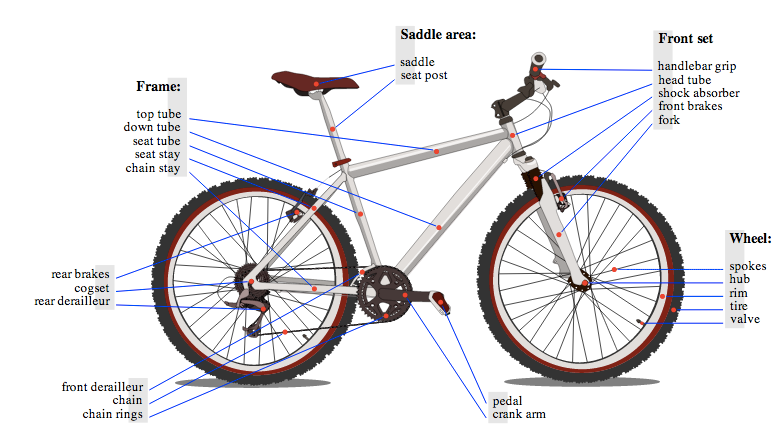 Saddle area:
saddle
seat post
Front set
handlebar grip
head tube
shock absorber
front brakes
fork
Frame:
top tube
down tube
seat tube
seat stay
chain stay
Wheel:
spokes
hub
rim
tire
valve
rear brakes
cogset
rear derailleur
front derailleur
chain
chain rings
pedal
crank arm